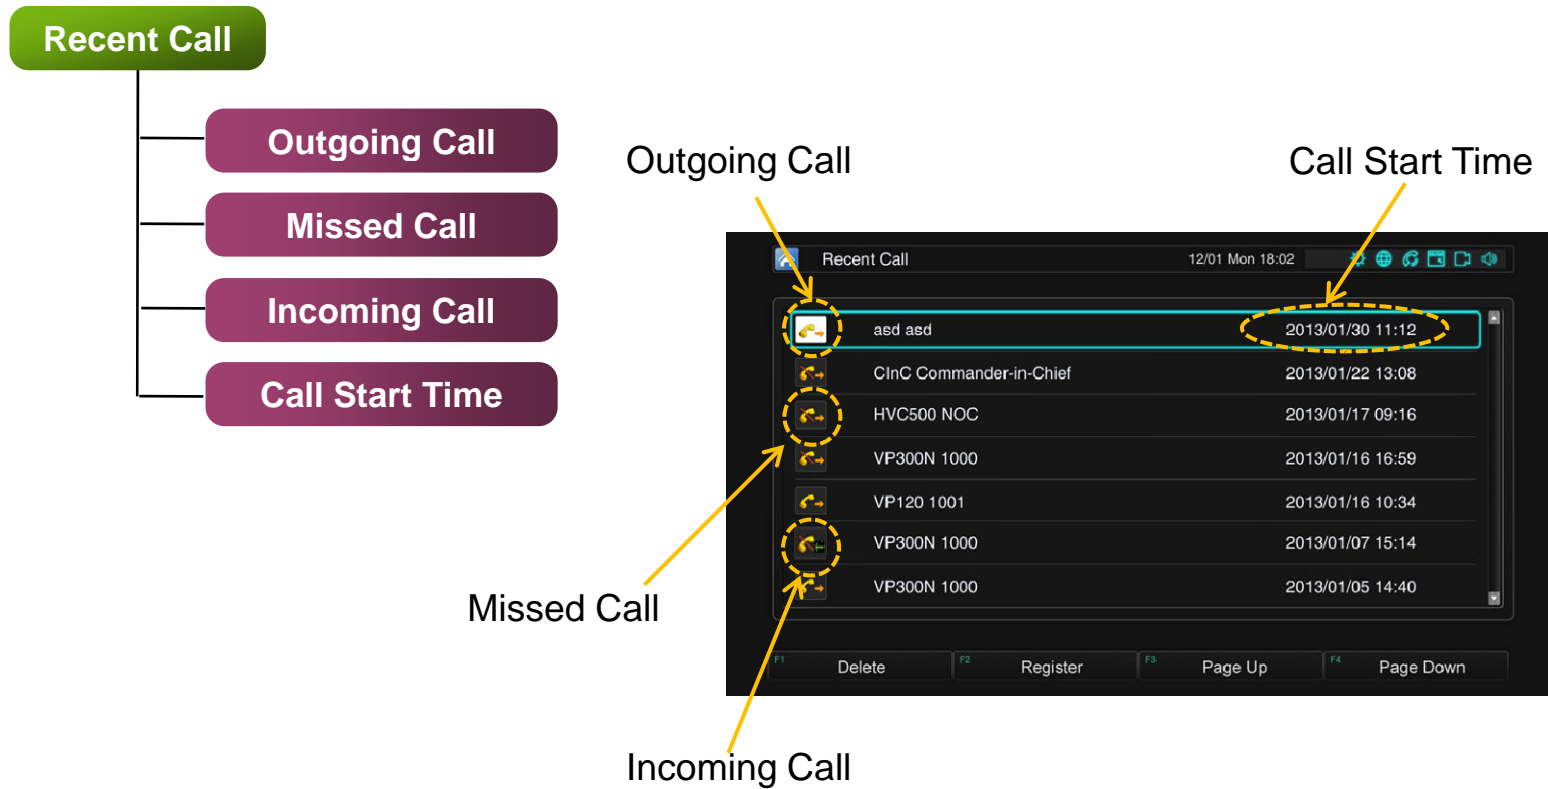 Recent Call
Outgoing Call
Missed Call
Incoming Call
Call Start Time
Outgoing Call
Call Start Time
Recent Call 12/01 Mon 18:02
asd asd 2013/01/30 11:12
CInC Commander-in-Chief 2013/01/22 13:08
HVC500 NOC 2013/01/17 09:16
VP300N 1000 2013/01/16 16:59
VP120 1001 2013/01/16 10:34
VP300N 1000 2013/01/07 15:14
VP300N 1000 2013/01/05 14:40
Missed Call
F1 Delete F2 Register F3 Page Up F4 Page Down
Incoming Call